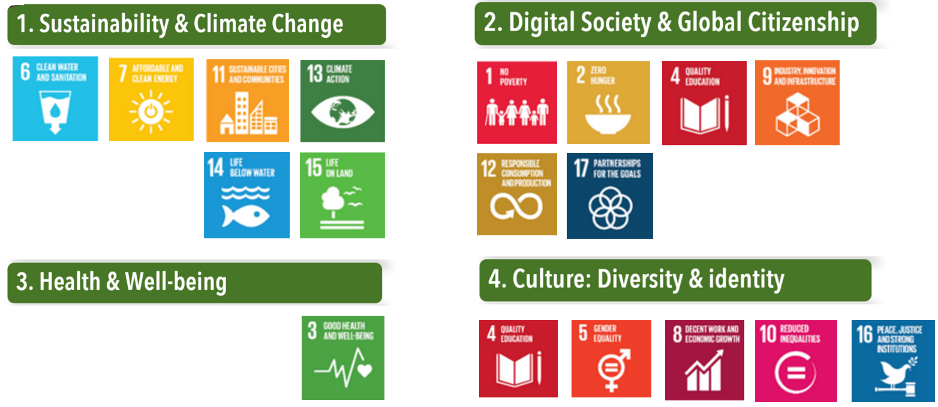 1. Sustainability & Climate Change
6 CLEAN WATER
AND SANITATION
7 AFFORDABLE AND
CLEAN ENERGY
11 SUSTAINABLE CITIES
AND COMMUNITIES
13 CLIMATE
ACTION
14 LIFE
BELOW WATER
15 LIFE
ON LAND
2. Digital Society & Global Citizenship
1 NO
POVERTY
2 ZERO
HUNGER
4 QUALITY
EDUCATION
9 INDUSTRY, INNOVATION
AND INFRASTRUCTURE
12 RESPONSIBLE
CONSUMPTION
AND PRODUCTION
17 PARTNERSHIPS
FOR THE GOALS
3. Health & Well-being
3 GOOD HEALTH
AND WELL-BEING
4. Culture: Diversity & identity
4 QUALITY
EDUCATION
5 GENDER
EQUALITY
8 DECENT WORK AND
ECONOMIC GROWTH
10 REDUCED
INEQUALITIES
16 PEACE, JUSTICE
AND STRONG
INSTITUTIONS